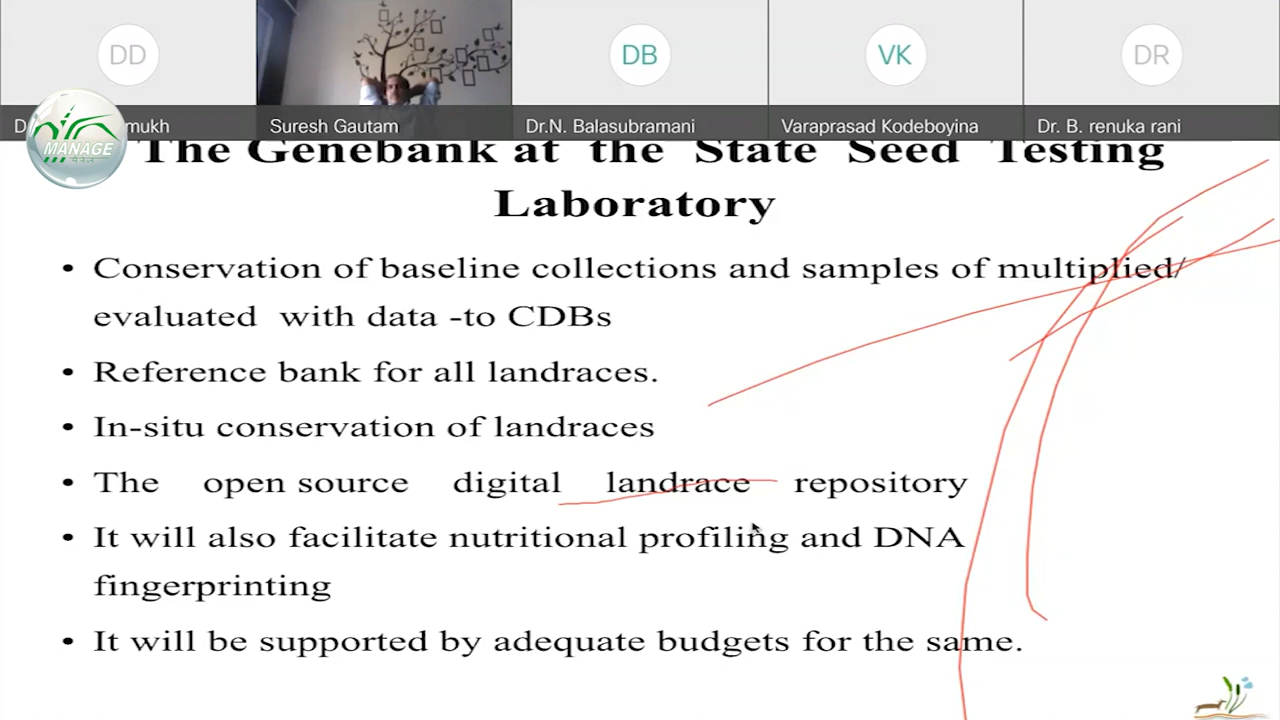 DD
DB
VK
DR
mukh
Suresh Gautam
Dr.N. Balasubramani
Varaprasad Kodeboyina
Dr. B. renuka rani
MANAGE
The Genebank at the State Seed Testing
Laboratory
• Conservation of baseline collections and samples of multiplied/
evaluated with data -to CDBs
• Reference bank for all landraces.
• In-situ conservation of landraces
• The open source digital landrace repository
• It will also facilitate nutritional profiling and DNA
fingerprinting
• It will be supported by adequate budgets for the same.